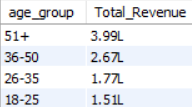 age_group Total_Revenue
51+ 3.99L
36-50 2.67L
26-35 1.77L
18-25 1.51L